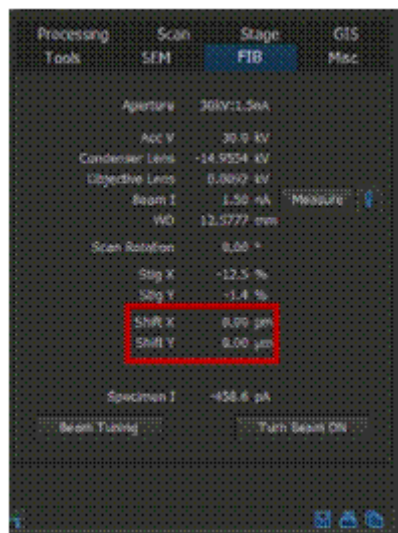 Processing Scan Stage GIS
Tools SEM FIB Misc
Aperture 30kV:1.5nA
Acc V 30.0 kV
Condenser Lens -14.9554 kV
Objective Lens kV
Beam I 1.50 nA Measure
WD 12.5777 mm
Scan Rotation 0.00 °
Stig X -12.5 %
Stig Y -1.4 %
Shift X 0.00 µm
Shift Y 0.00 µm
Specimen I -458.6 pA
Beam Tuning Turn Beam ON